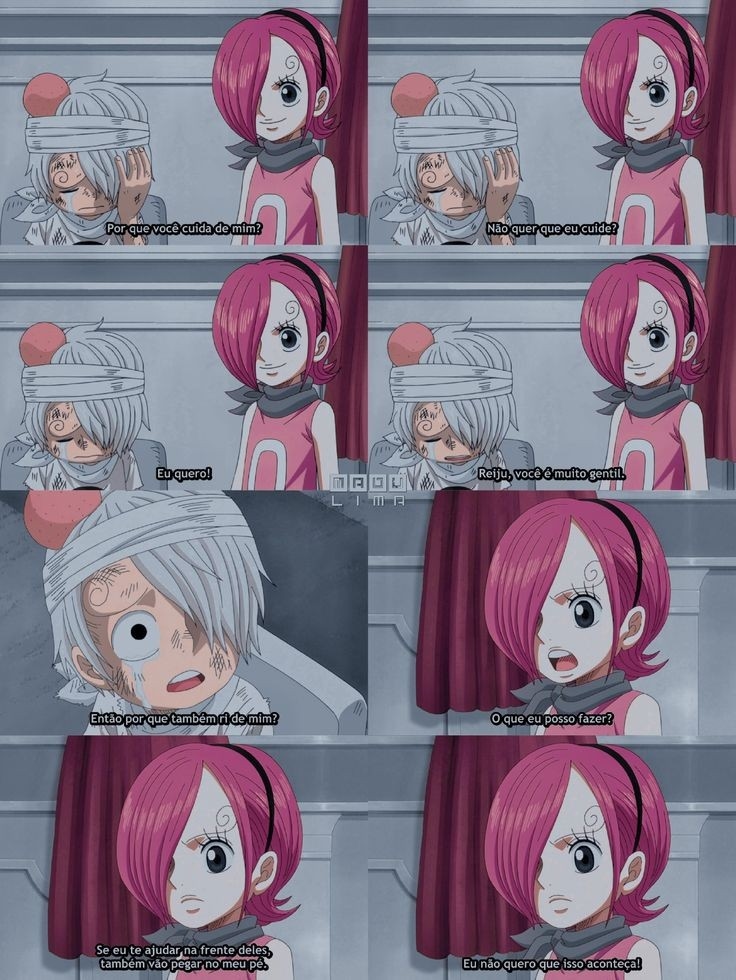 Por que você cuida de mim?
Não quer que eu cuide?
Eu quero!
Reiju, você é muito gentil.
MADU
LIMA
Então por que também ri de mim?
O que eu posso fazer?
Se eu te ajudar na frente deles,
também vão pegar no meu pé.
Eu não quero que isso aconteça!